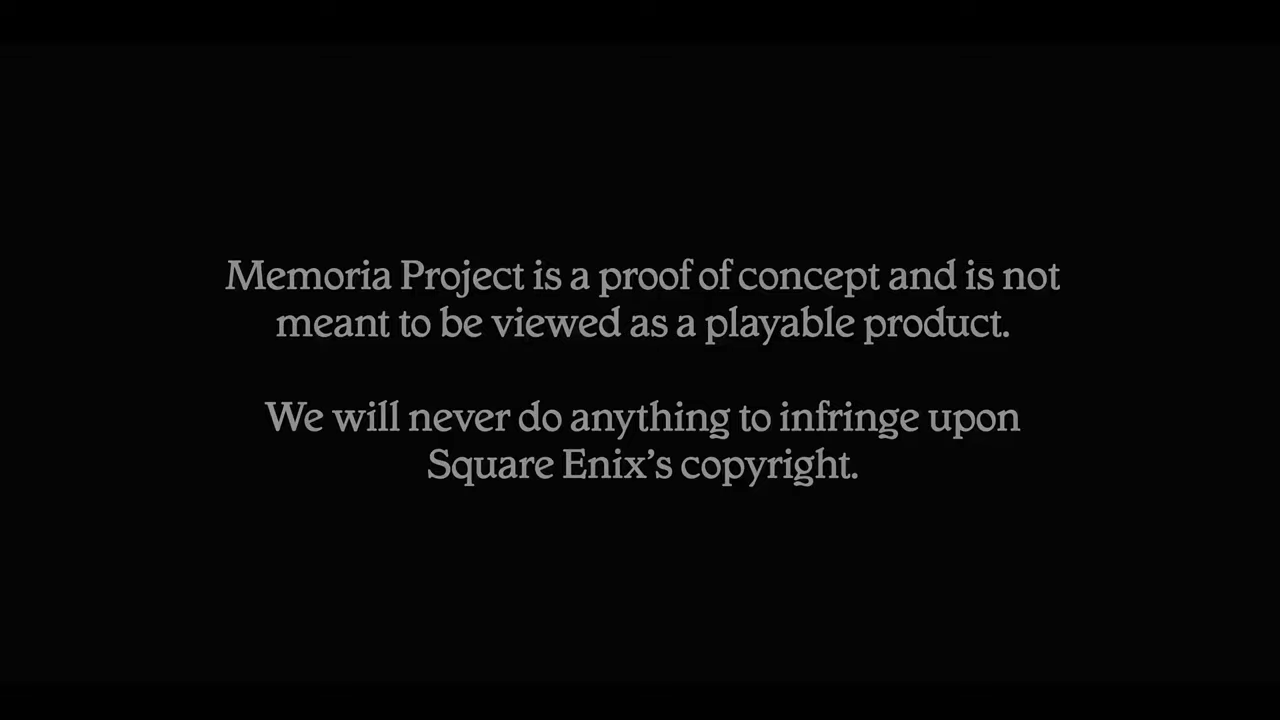 Memoria Project is a proof of concept and is not
meant to be viewed as a playable product.
We will never do anything to infringe upon
Square Enix’s copyright.